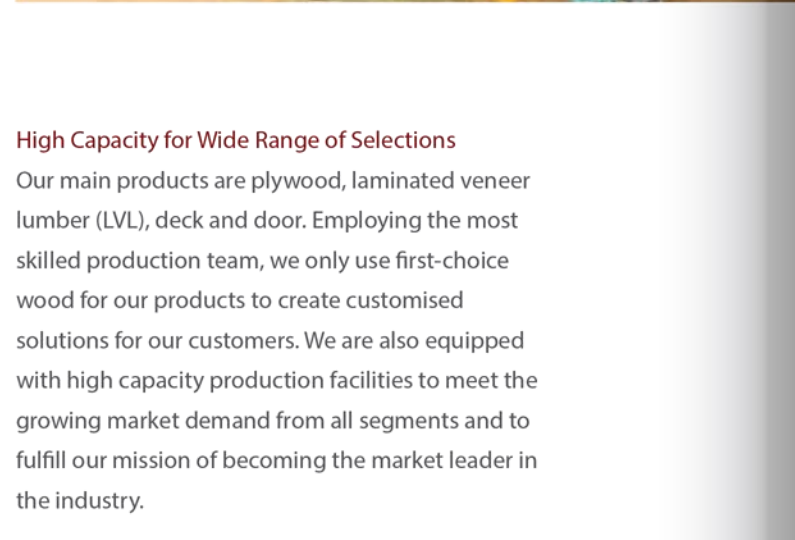 High Capacity for Wide Range of Selections
Our main products are plywood, laminated veneer
lumber (LVL), deck and door. Employing the most
skilled production team, we only use first-choice
wood for our products to create customised
solutions for our customers. We are also equipped
with high capacity production facilities to meet the
growing market demand from all segments and to
fulfill our mission of becoming the market leader in
the industry.